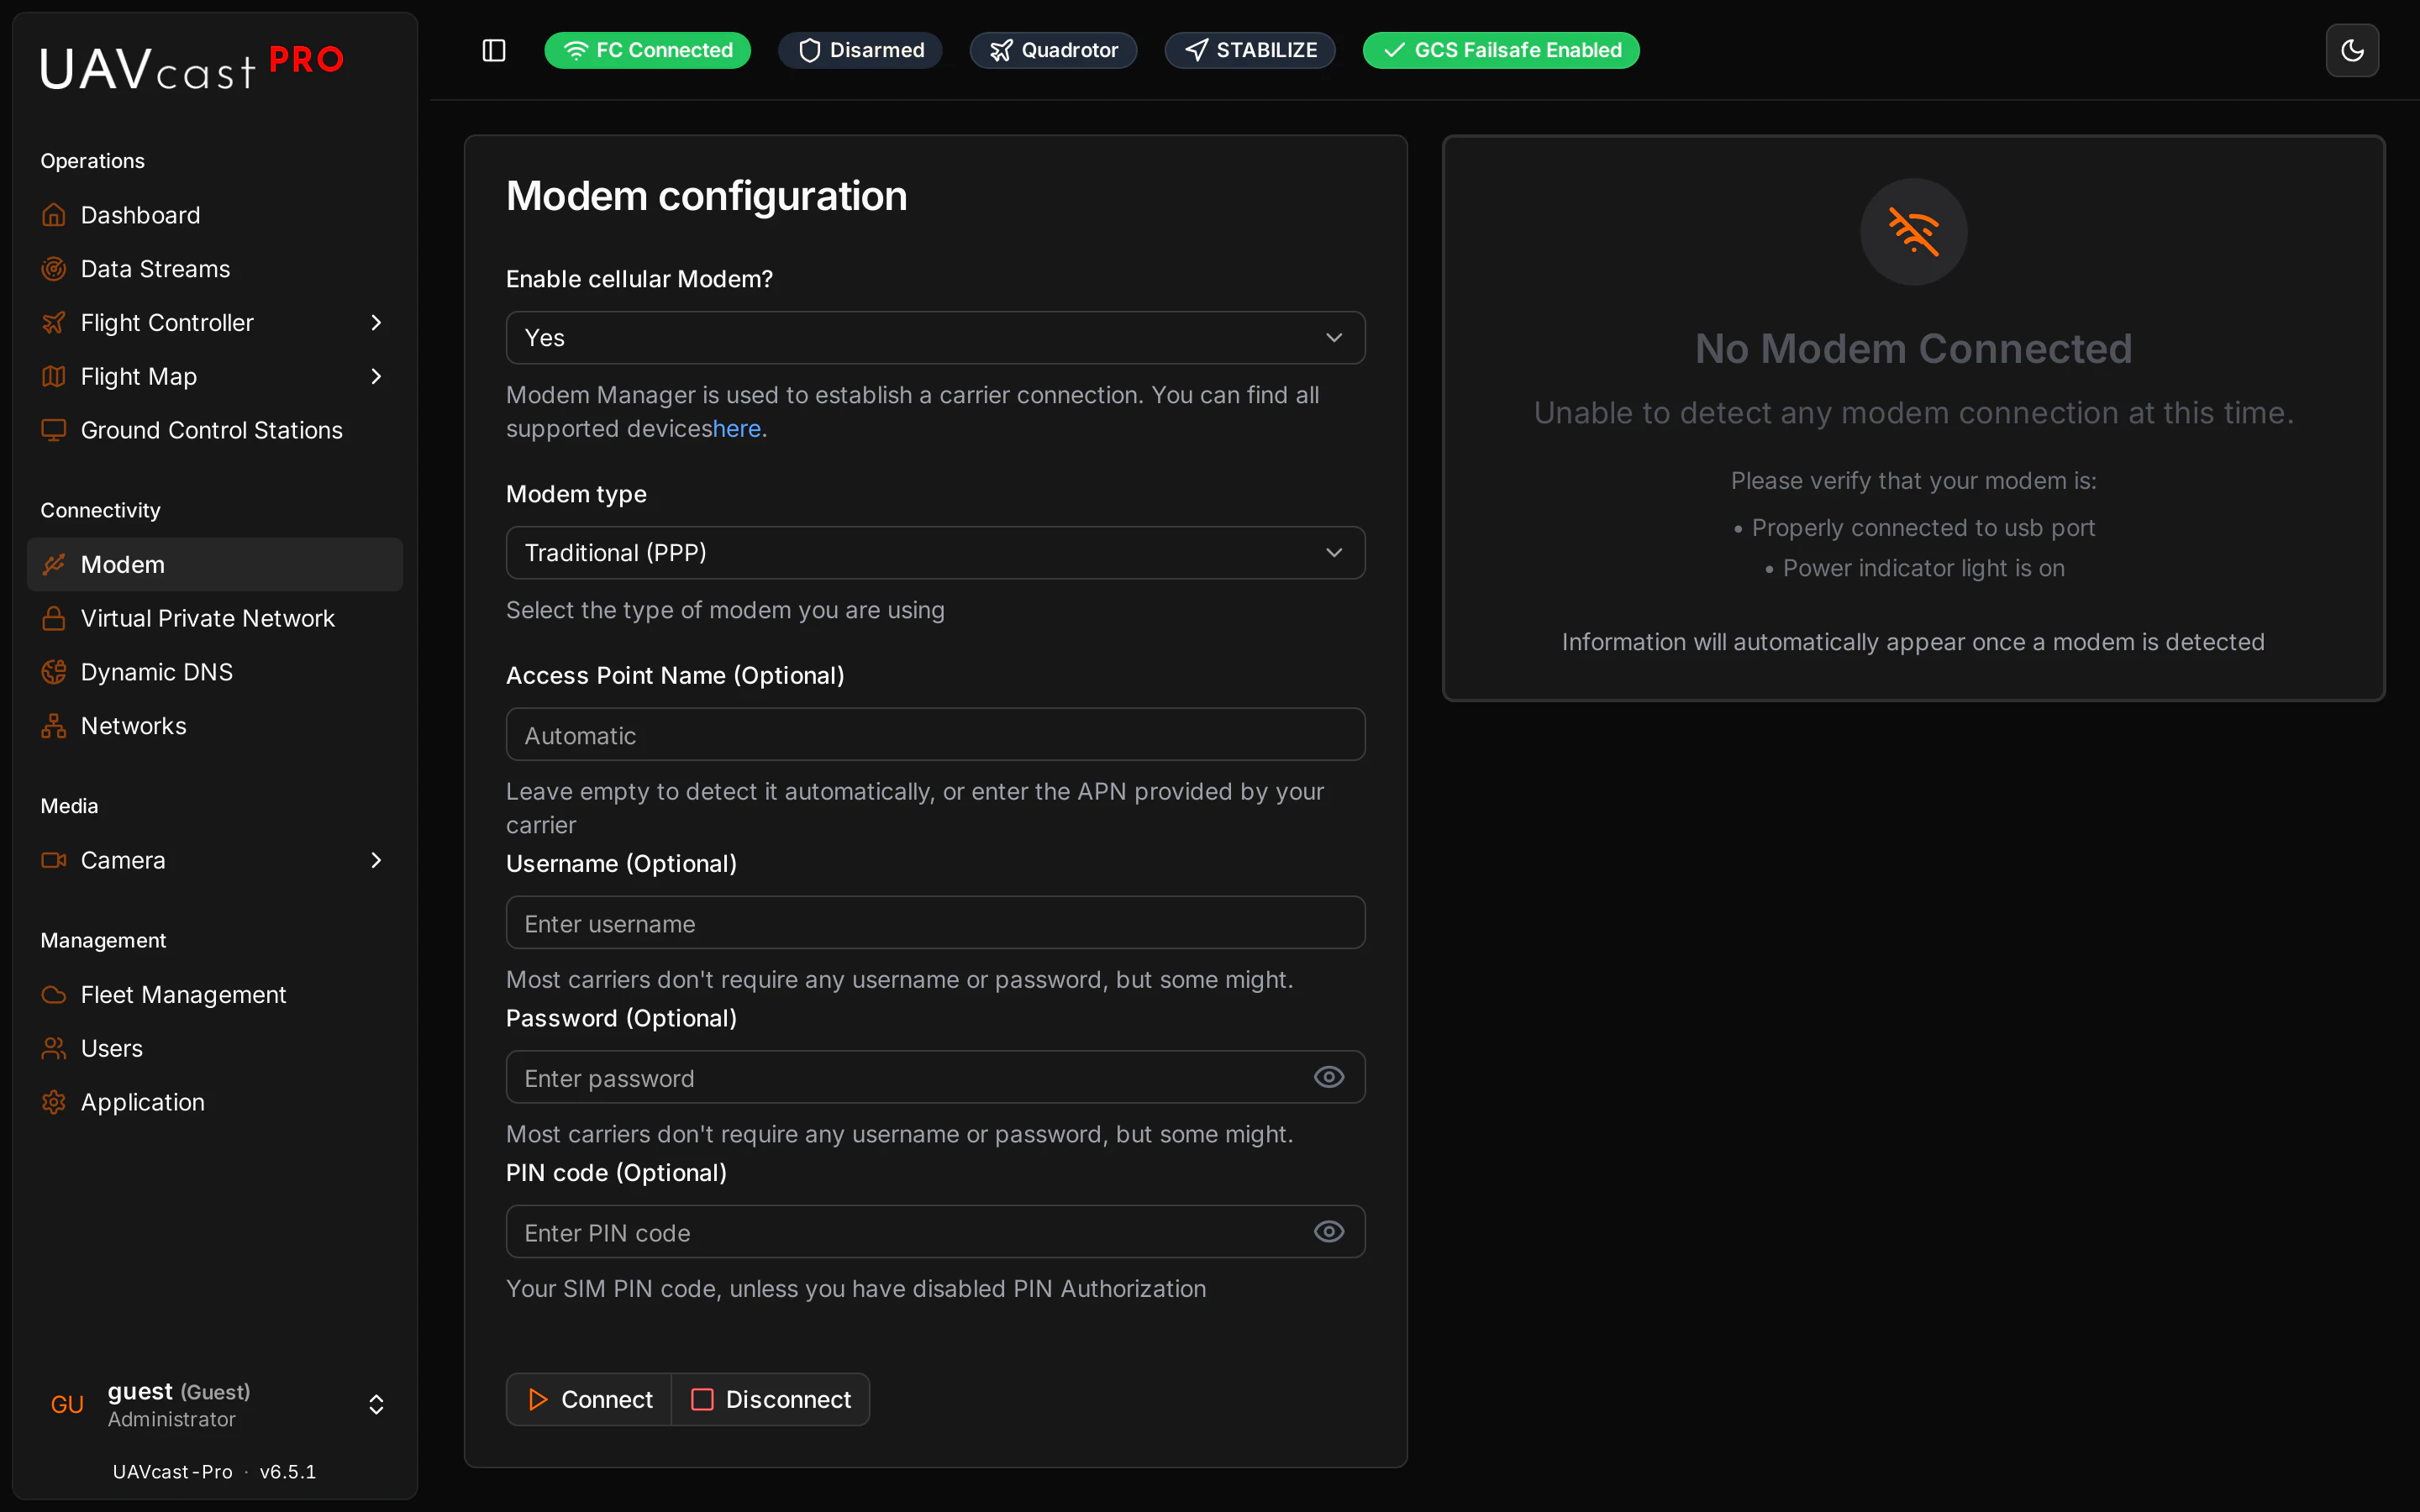 UAVcast PRO
Operations
Dashboard
Data Streams
Flight Controller
Flight Map
Ground Control Stations
Connectivity
Modem
Virtual Private Network
Dynamic DNS
Networks
Media
Camera
Management
Fleet Management
Users
Application
GU
guest (Guest)
Administrator
UAVcast-Pro · v6.5.1
FC Connected
Disarmed
Quadrotor
STABILIZE
GCS Failsafe Enabled
Modem configuration
Enable cellular Modem?
Yes
Modem Manager is used to establish a carrier connection. You can find all
supported deviceshere.
Modem type
Traditional (PPP)
Select the type of modem you are using
Access Point Name (Optional)
Automatic
Leave empty to detect it automatically, or enter the APN provided by your
carrier
Username (Optional)
Enter username
Most carriers don't require any username or password, but some might.
Password (Optional)
Enter password
Most carriers don't require any username or password, but some might.
PIN code (Optional)
Enter PIN code
Your SIM PIN code, unless you have disabled PIN Authorization
Connect
Disconnect
No Modem Connected
Unable to detect any modem connection at this time.
Please verify that your modem is:
• Properly connected to usb port
• Power indicator light is on
Information will automatically appear once a modem is detected